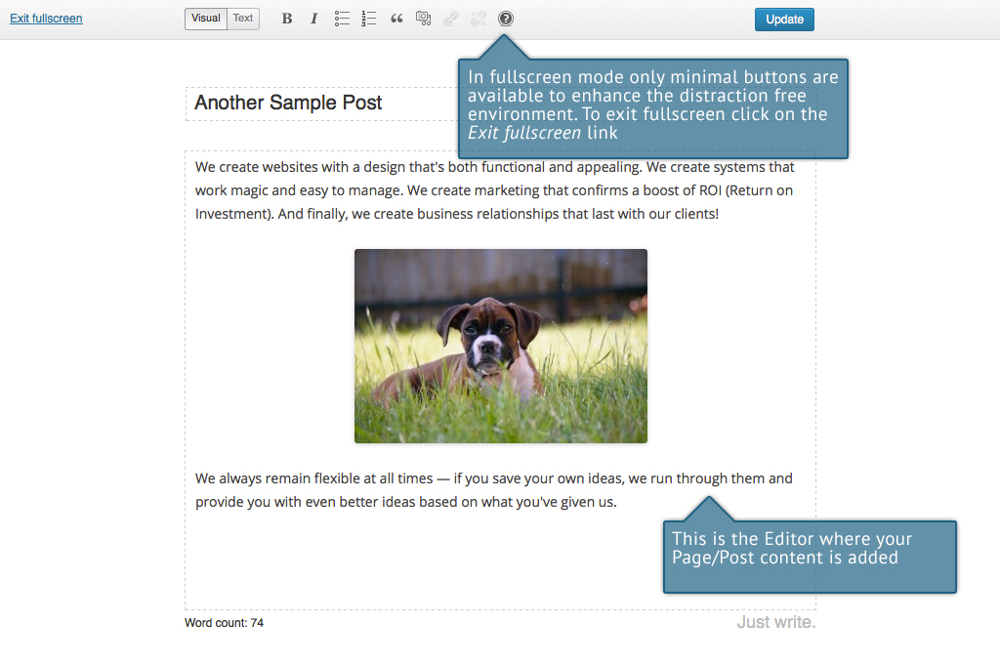 Exit fullscreen
Visual Text B I “ ?
Update
In fullscreen mode only minimal buttons are
available to enhance the distraction free
environment. To exit fullscreen click on the
Exit fullscreen link
Another Sample Post
We create websites with a design that's both functional and appealing. We create systems that
work magic and easy to manage. We create marketing that confirms a boost of ROI (Return on
Investment). And finally, we create business relationships that last with our clients!
We always remain flexible at all times — if you save your own ideas, we run through them and
provide you with even better ideas based on what you've given us.
This is the Editor where your
Page/Post content is added
Word count: 74
Just write.